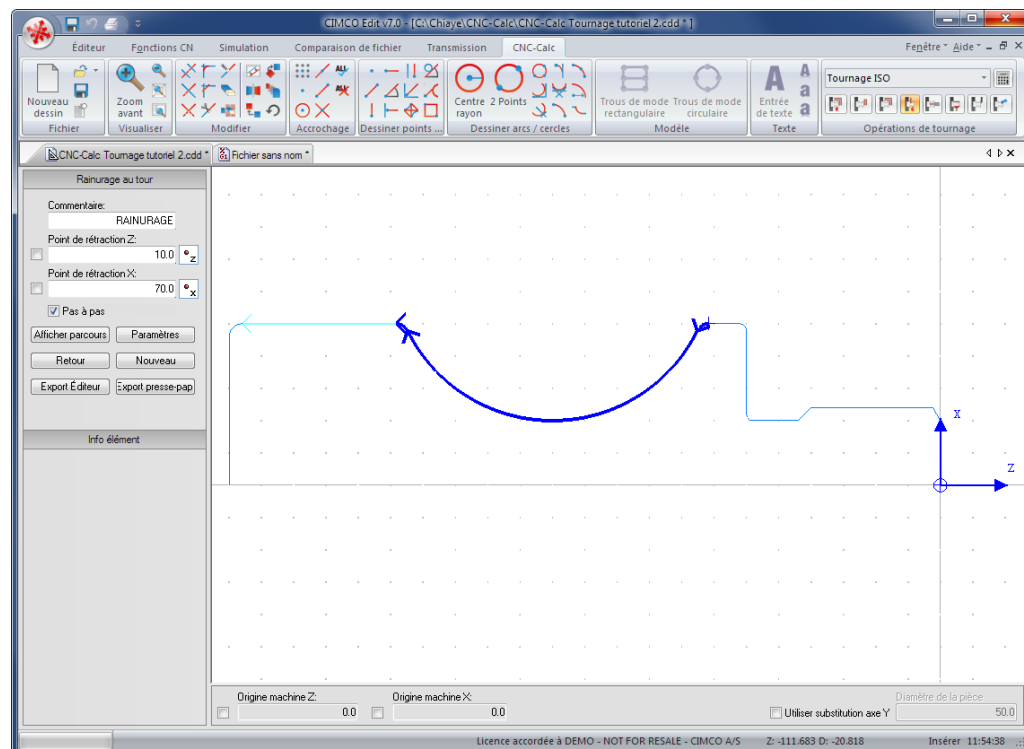 CIMCO Edit v7.0 - [C:\Chiaye\CNC-Calc\CNC-Calc Tournage tutoriel 2.cdd * ]
Éditeur Fonctions CN Simulation Comparaison de fichier Transmission CNC-Calc Fenêtre Aide
Nouveau dessin
Zoom avant
Centre rayon
2 Points
Trous de mode rectangulaire
Trous de mode circulaire
Entrée de texte
Tournage ISO
Fichier Visualiser Modifier Accrochage Dessiner points ... Dessiner arcs / cercles Modèle Texte Opérations de tournage
CNC-Calc Tournage tutoriel 2.cdd * Fichier sans nom *
Rainurage au tour
Commentaire:
RAINURAGE
Point de rétraction Z:
10.0 z
Point de rétraction X:
70.0 x
Pas à pas
Afficher parcours Paramètres
Retour Nouveau
Export Éditeur Export presse-pap
Info élément
X
Z
Origine machine Z: Origine machine X: Diamètre de la pièce
0.0 0.0 Utiliser substitution axe Y 50.0
Licence accordée à DEMO - NOT FOR RESALE - CIMCO A/S Z: -111.683 D: -20.818 Insérer 11:54:38